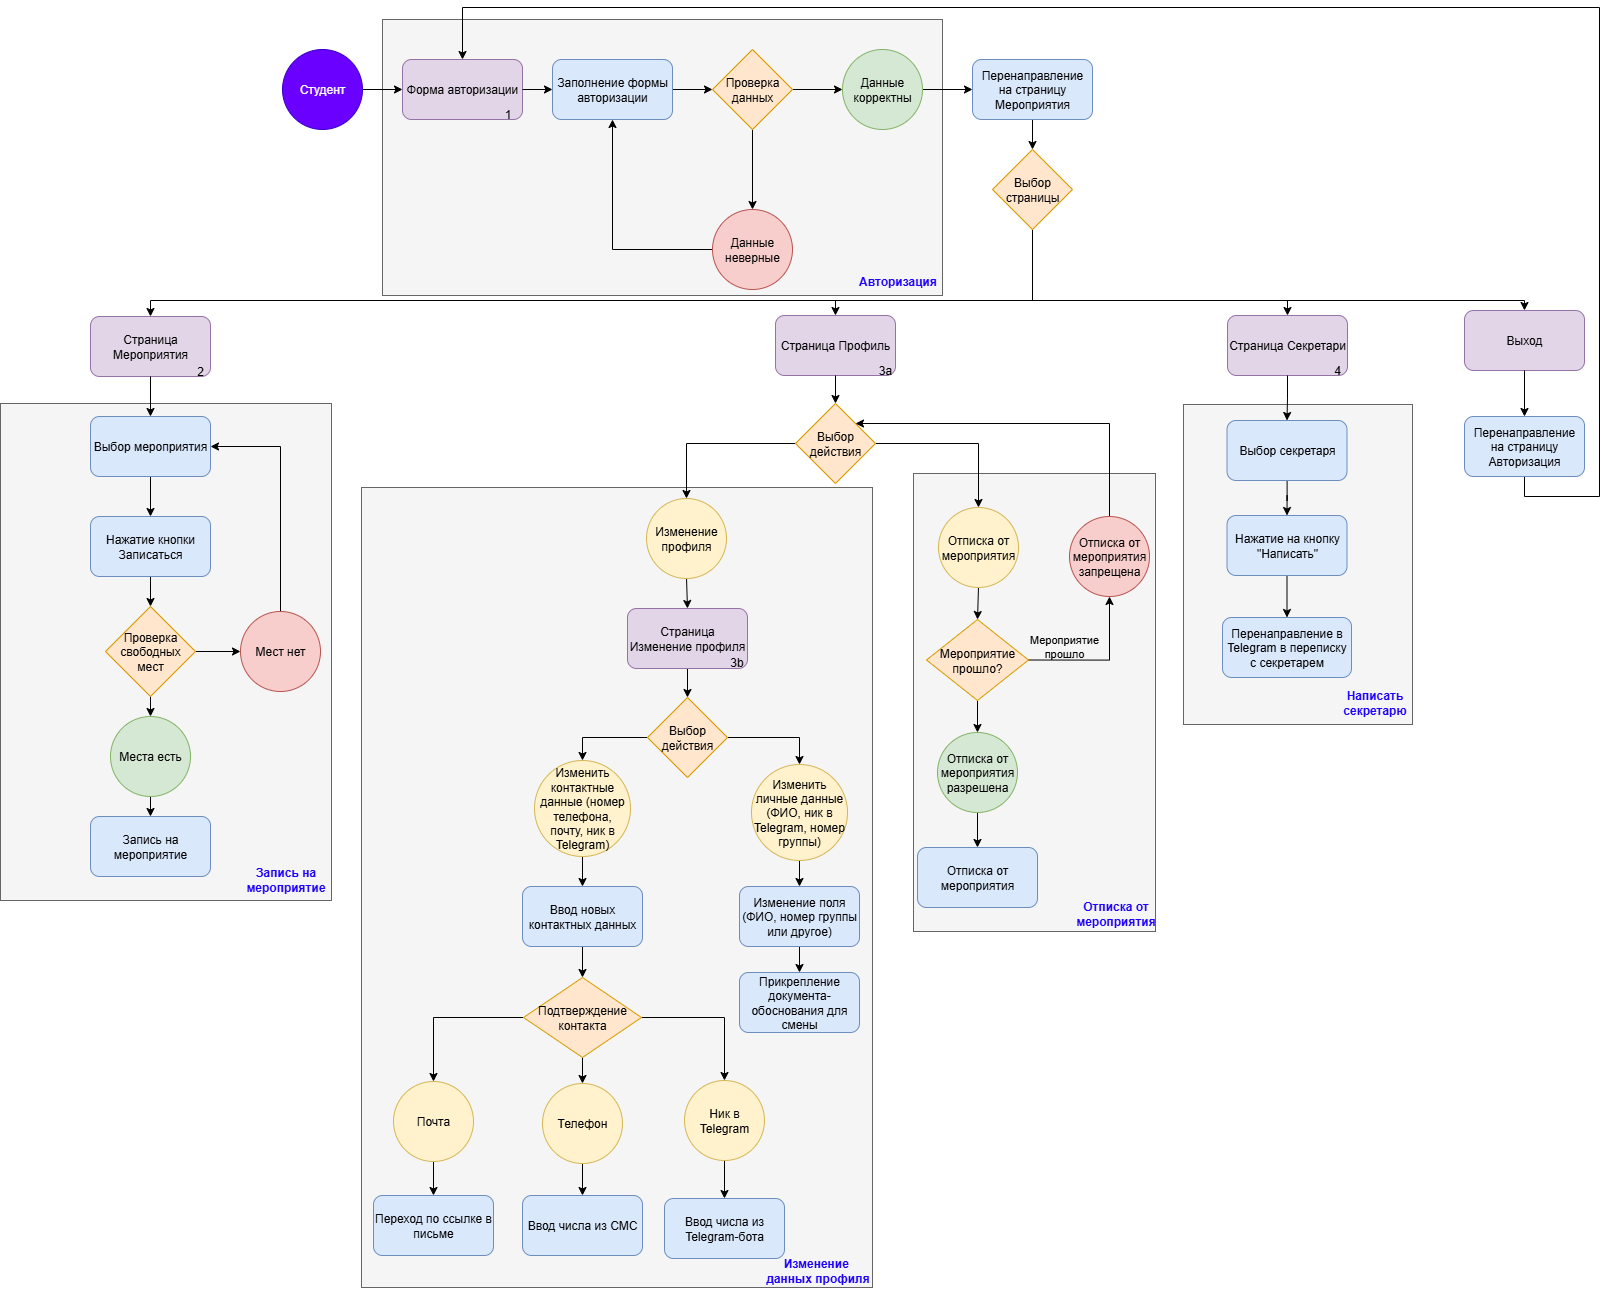 Студент
Форма авторизации
1
Заполнение формы
авторизации
Проверка
данных
Данные
корректны
Данные
неверные
Авторизация
Перенаправление
на страницу
Мероприятия
Выбор
страницы
Страница
Мероприятия
2
Страница Профиль
3a
Страница Секретари
4
Выход
Выбор мероприятия
Нажатие кнопки
Записаться
Проверка
свободных
мест
Мест нет
Места есть
Запись на
мероприятие
Запись на
мероприятие
Выбор
действия
Изменение
профиля
Страница
Изменение профиля
3b
Выбор
действия
Изменить
контактные
данные (номер
телефона,
почту, ник в
Telegram)
Изменить
личные данные
(ФИО, ник в
Telegram, номер
группы)
Ввод новых
контактных данных
Изменение поля
(ФИО, номер группы
или другое)
Прикрепление
документа-
обоснования для
смены
Подтверждение
контакта
Почта
Телефон
Ник в
Telegram
Переход по ссылке в
письме
Ввод числа из СМС
Ввод числа из
Telegram-бота
Изменение
данных профиля
Отписка от
мероприятия
Отписка от
мероприятия
запрещена
Мероприятие
прошло?
Мероприятие
прошло
Отписка от
мероприятия
разрешена
Отписка от
мероприятия
Отписка от
мероприятия
Выбор секретаря
Нажатие на кнопку
"Написать"
Перенаправление в
Telegram в переписку
с секретарем
Написать
секретарю
Перенаправление
на страницу
Авторизация